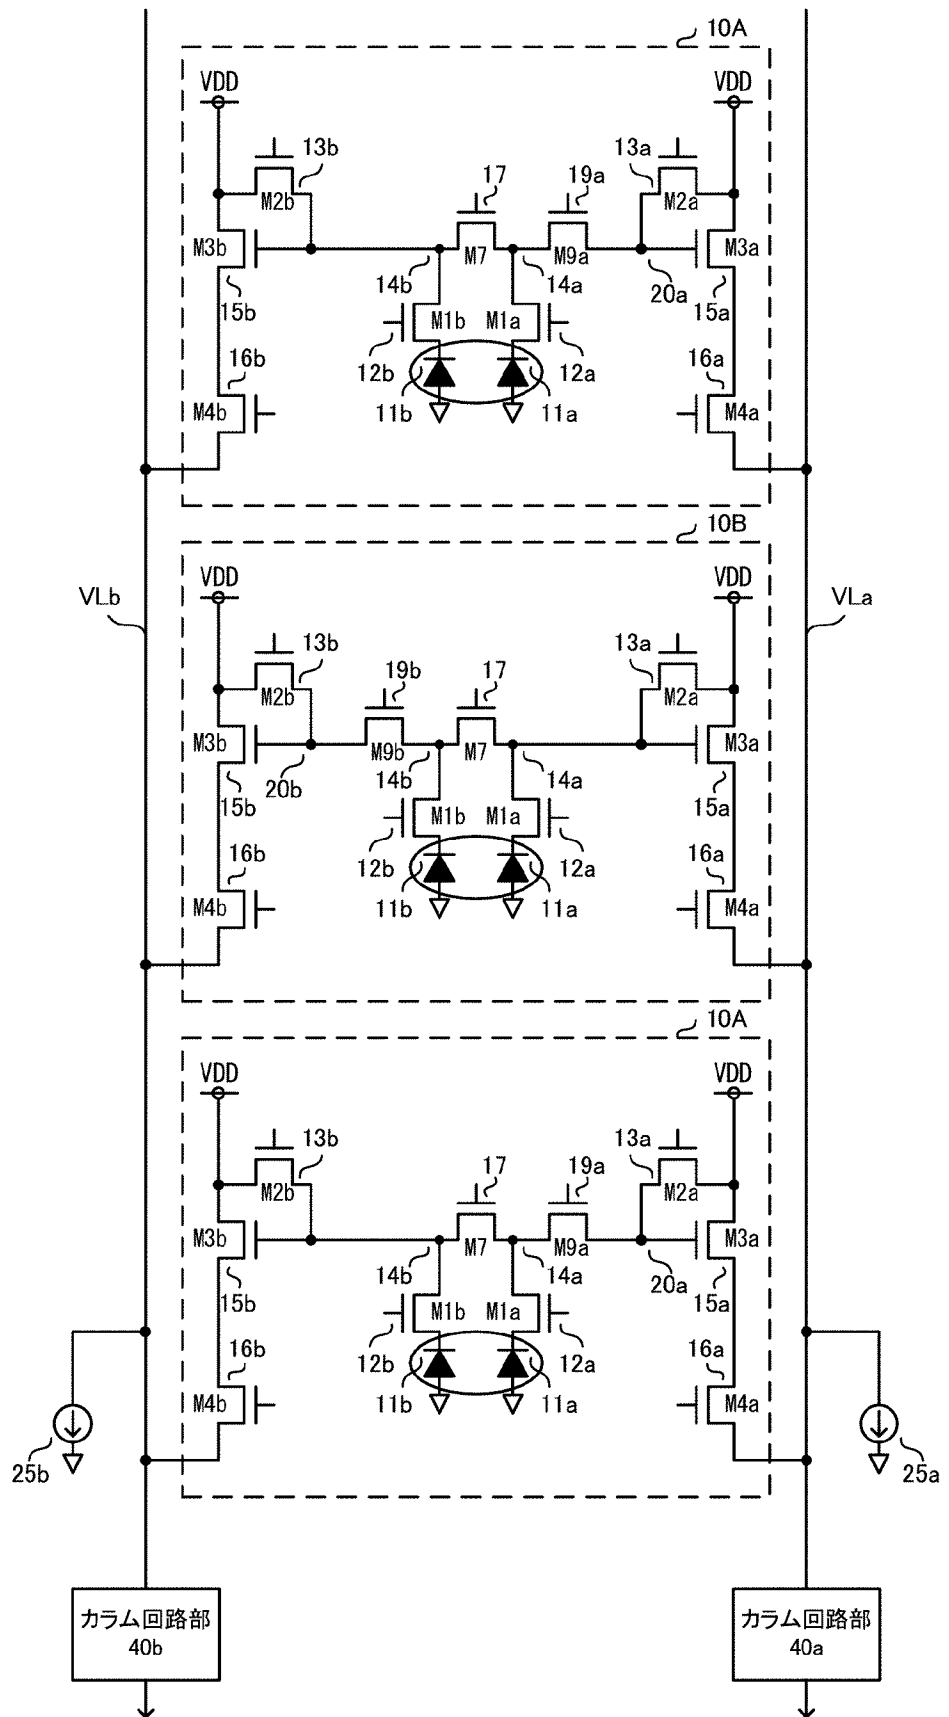 10A
VDD
VDD
13b
13a
17
19a
M2b
M2a
M3b
M7
M9a
M3a
14b
14a
20a
15b
15a
M1b
M1a
16b
12b
12a
16a
M4b
11b
11a
M4a
10B
VDD
VDD
VLb
VLa
13b
13a
19b
17
M2b
M2a
M3b
M9b
M7
M3a
20b
14b
14a
15b
15a
M1b
M1a
16b
12b
12a
16a
M4b
11b
11a
M4a
10A
VDD
VDD
13b
13a
17
19a
M2b
M2a
M3b
M7
M9a
M3a
14b
14a
20a
15b
15a
M1b
M1a
16b
12b
12a
16a
M4b
11b
11a
M4a
25b
25a
カラム回路部
40b
カラム回路部
40a